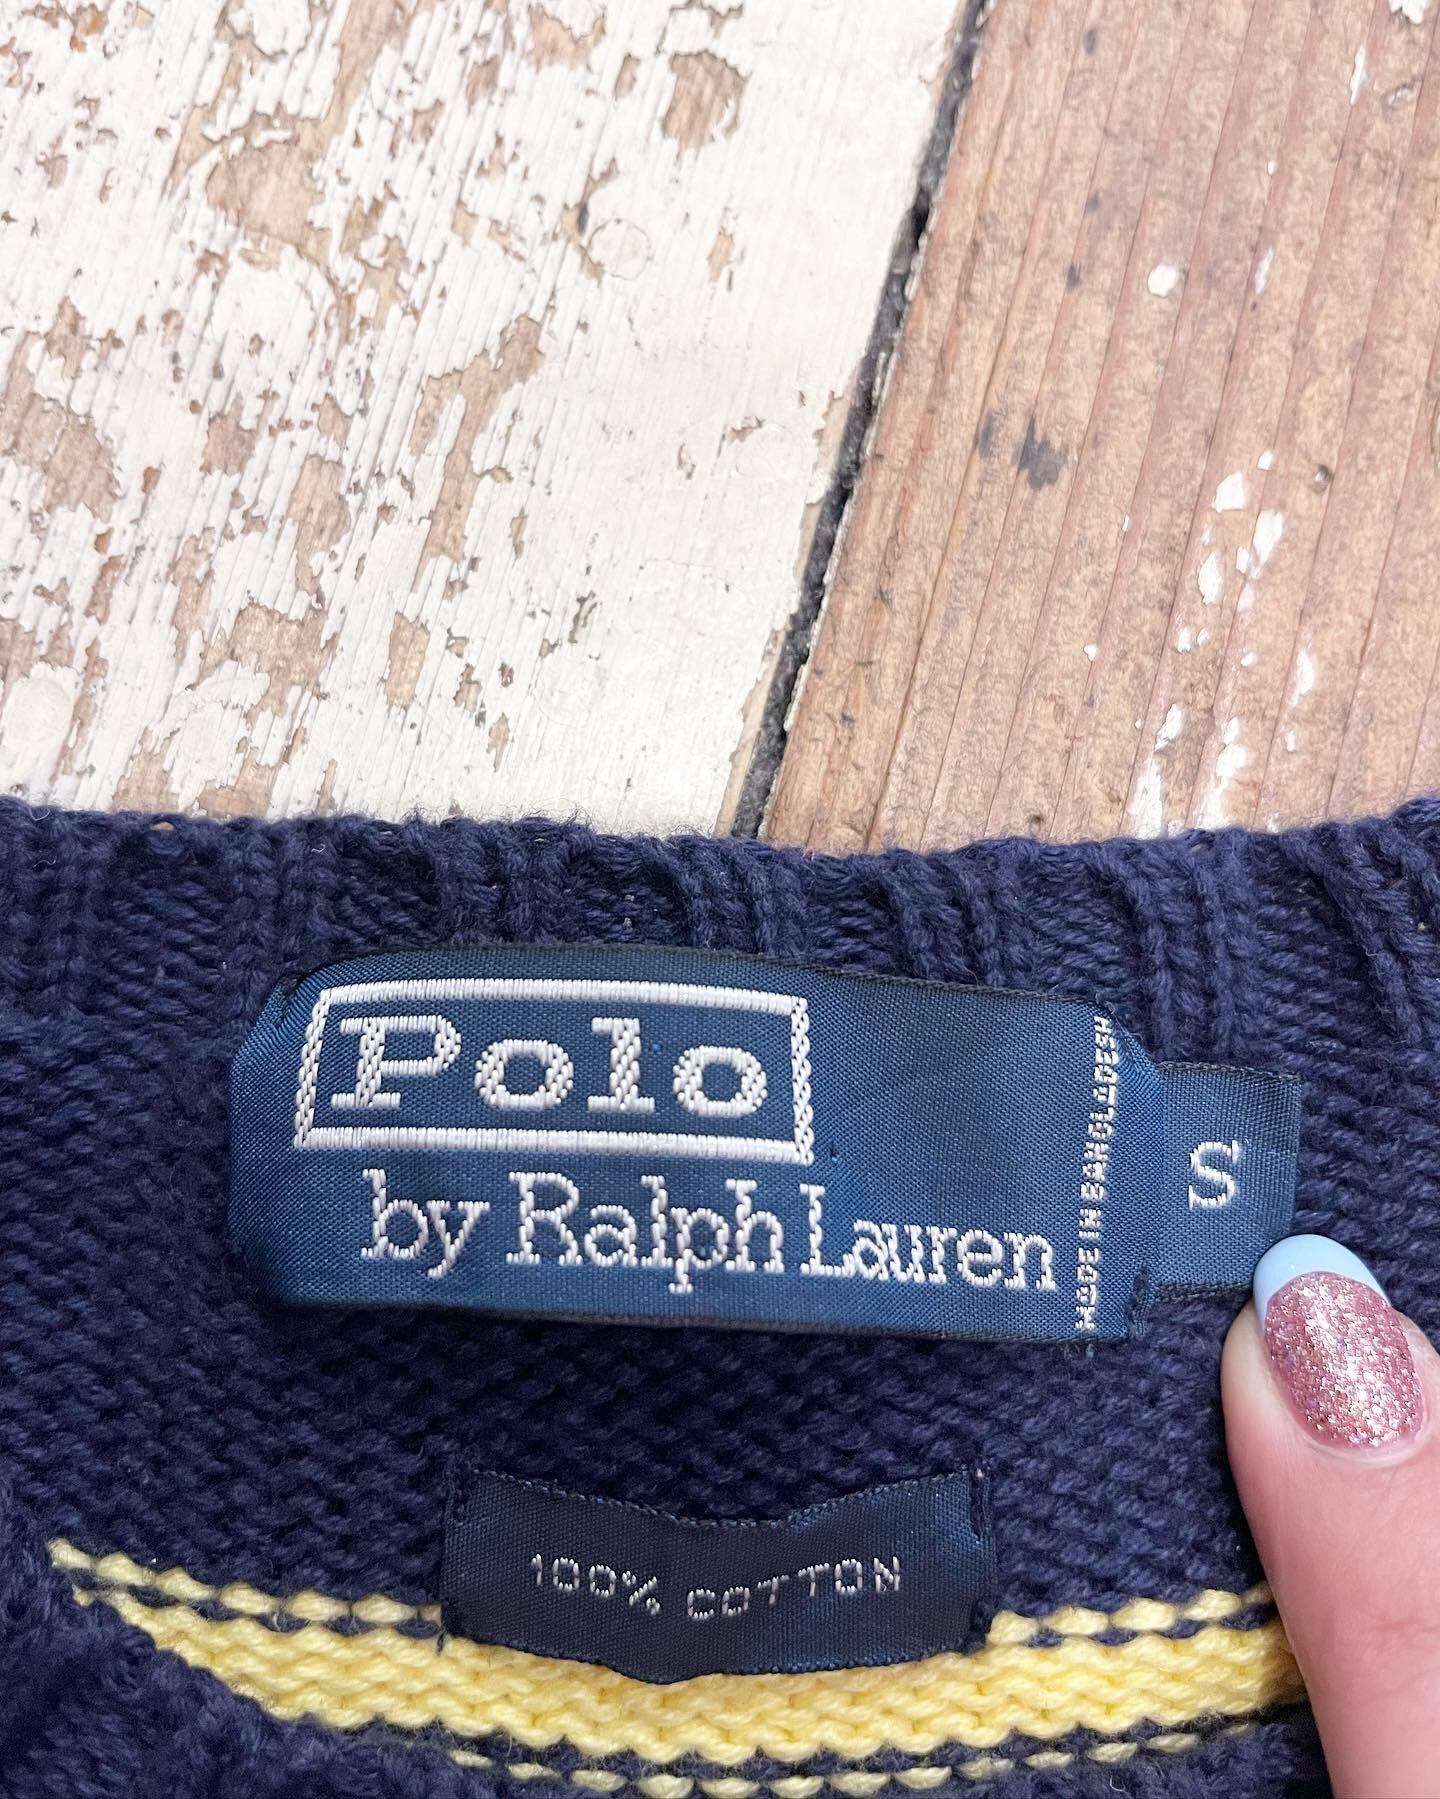 Polo
by Ralph Lauren
MADE IN BANGLADESH
S
100% COTTON